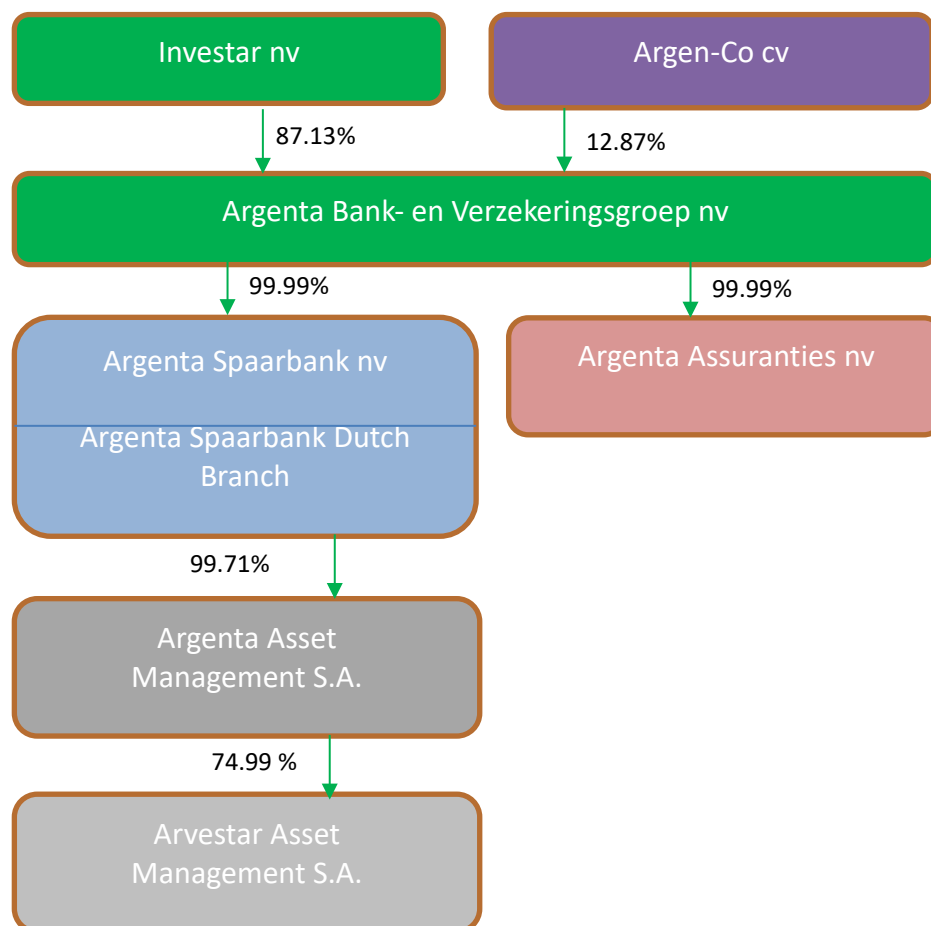 Investar nv
Argen-Co cv
87.13%
12.87%
Argenta Bank- en Verzekeringsgroep nv
99.99%
99.99%
Argenta Spaarbank nv
Argenta Assuranties nv
Argenta Spaarbank Dutch
Branch
99.71%
Argenta Asset
Management S.A.
74.99 %
Arvestar Asset
Management S.A.